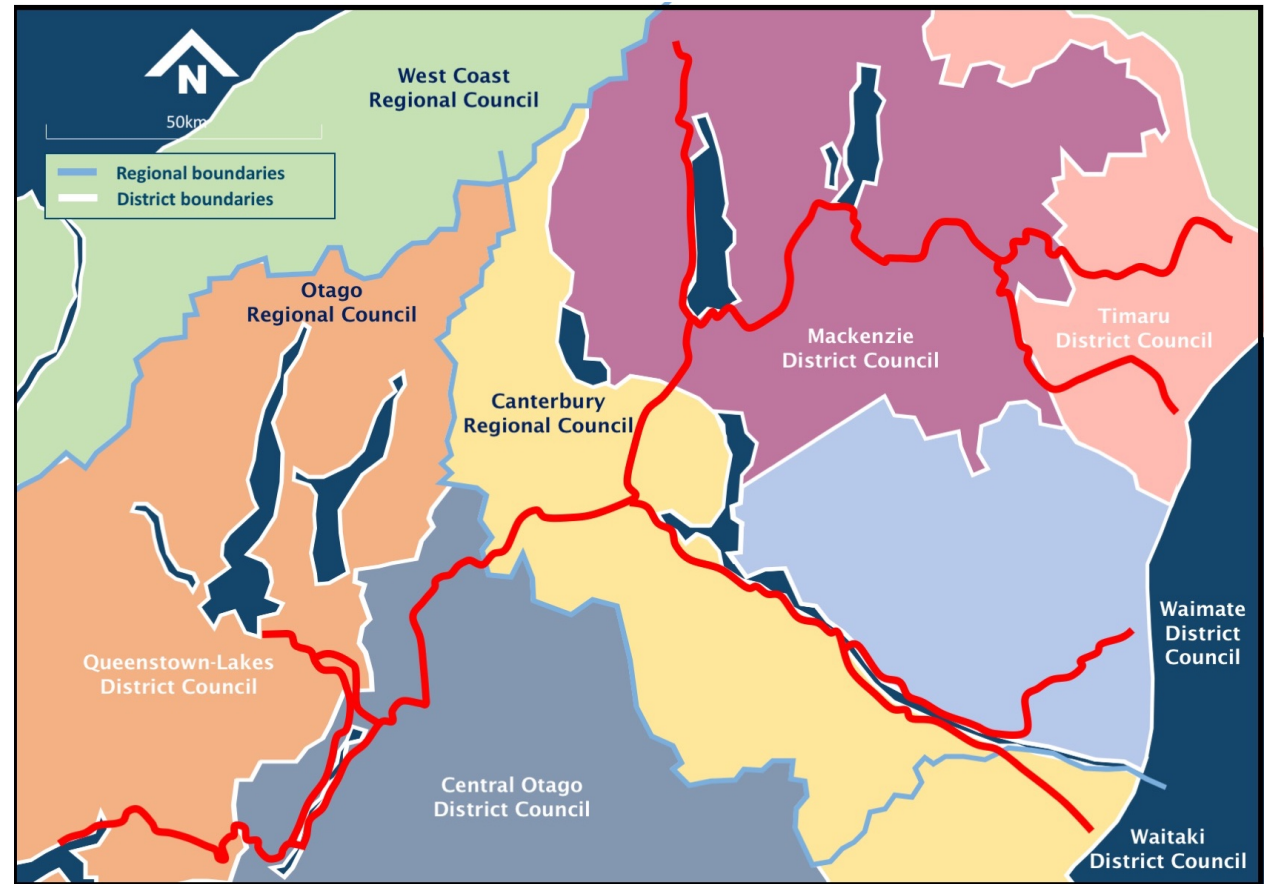 West Coast
Regional Council
N
50km
Regional boundaries
District boundaries
Otago
Regional Council
Timaru
District Council
Mackenzie
District Council
Canterbury
Regional Council
Waimate
District
Council
Queenstown-Lakes
District Council
Central Otago
District Council
Waitaki
District Council